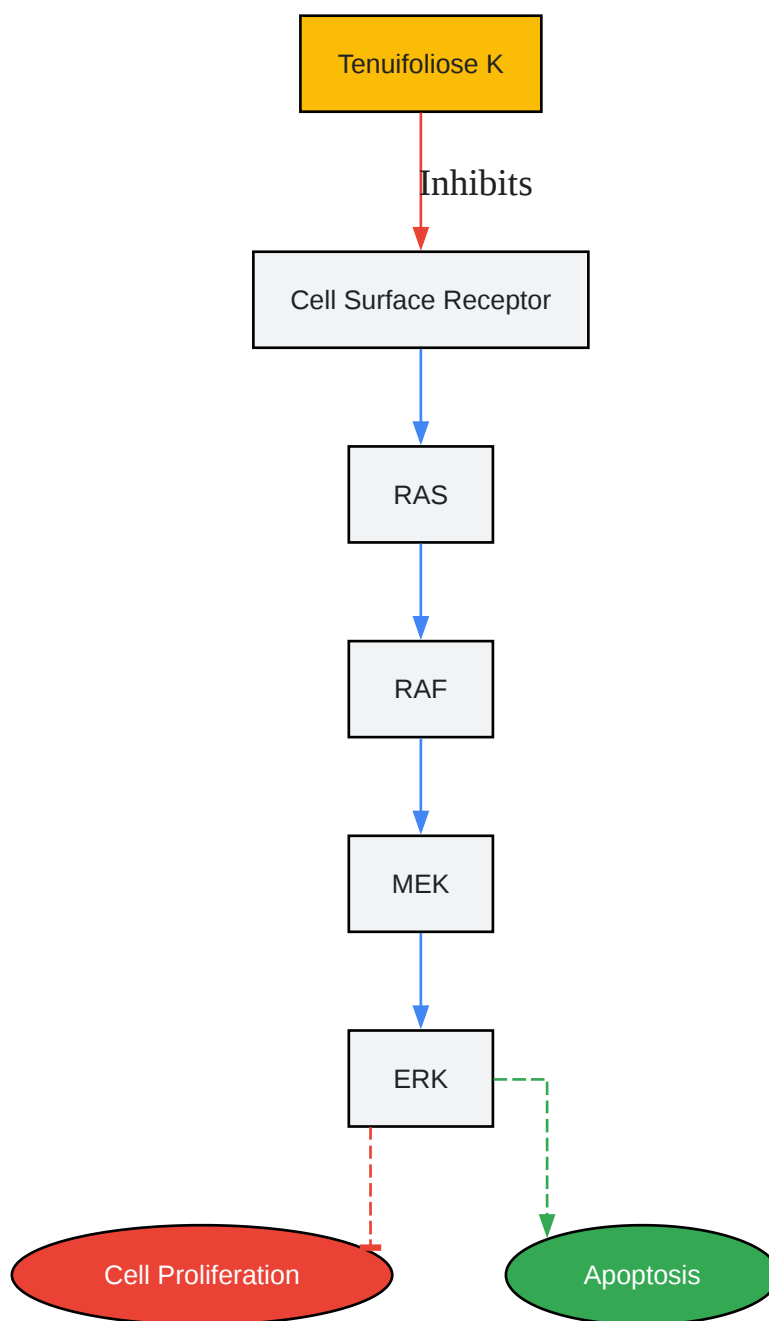 Tenuifoliose K
Inhibits
Cell Surface Receptor
RAS
RAF
MEK
ERK
Cell Proliferation
Apoptosis